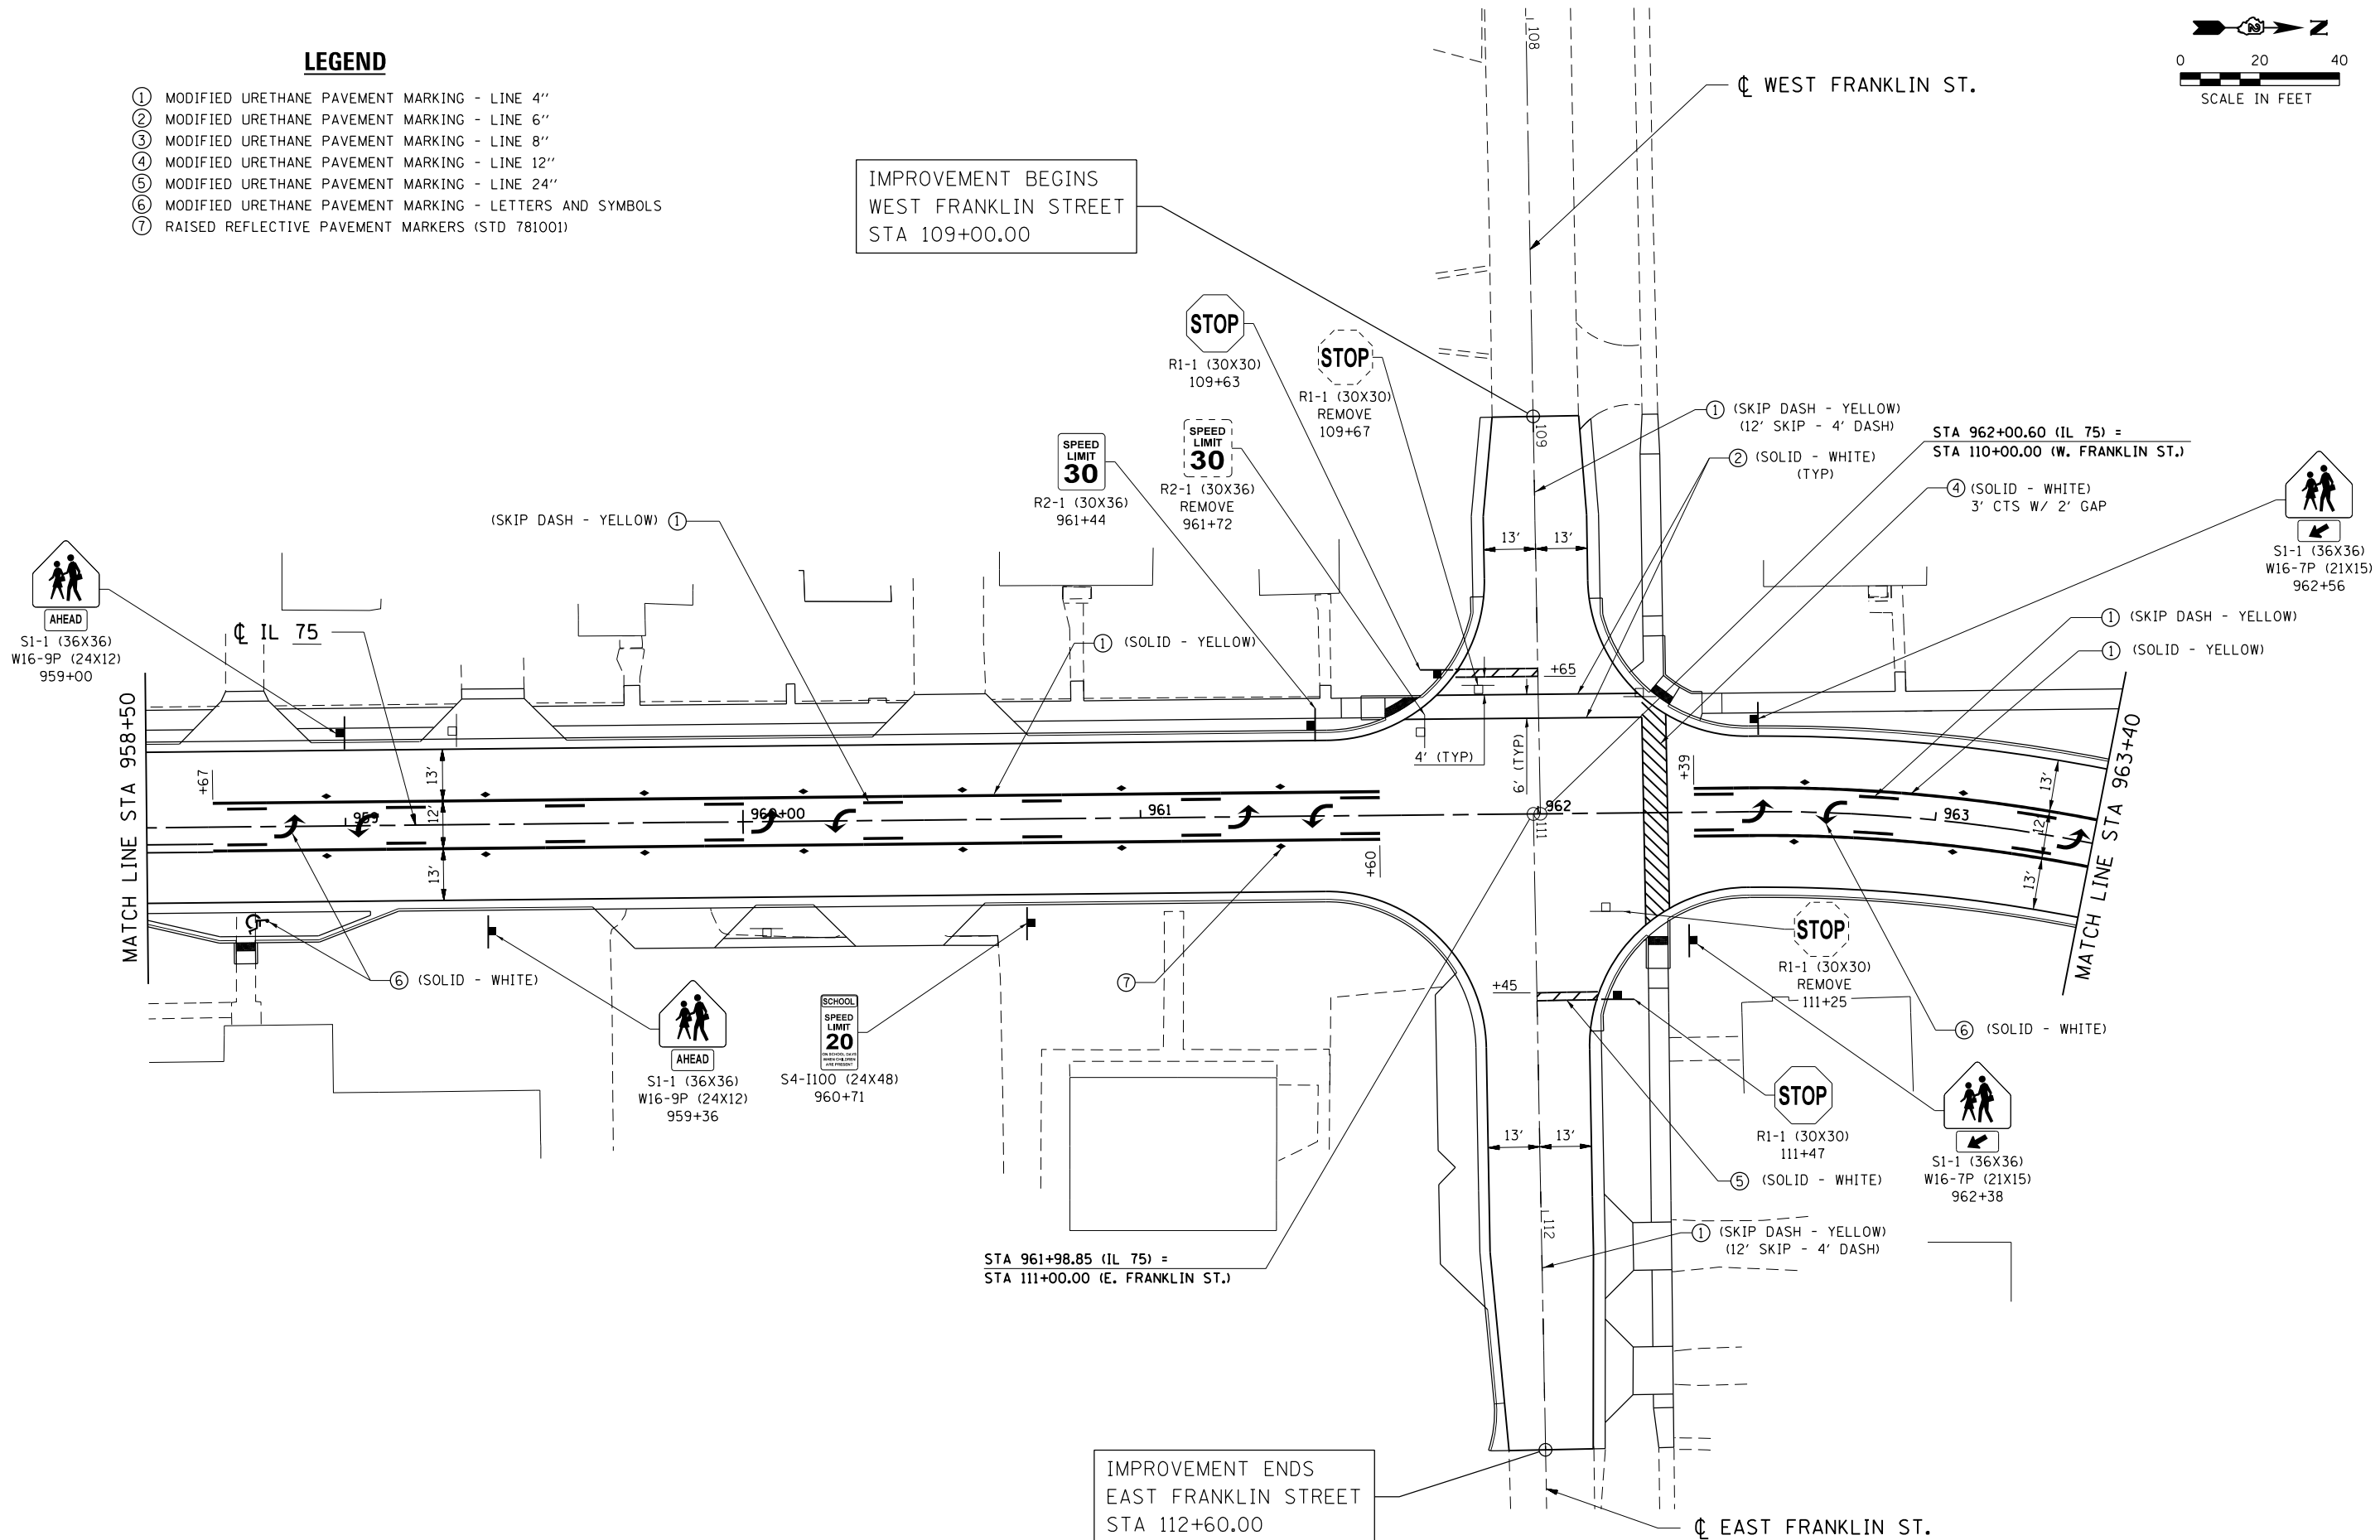 LEGEND
① MODIFIED URETHANE PAVEMENT MARKING - LINE 4''
② MODIFIED URETHANE PAVEMENT MARKING - LINE 6''
③ MODIFIED URETHANE PAVEMENT MARKING - LINE 8''
④ MODIFIED URETHANE PAVEMENT MARKING - LINE 12''
⑤ MODIFIED URETHANE PAVEMENT MARKING - LINE 24''
⑥ MODIFIED URETHANE PAVEMENT MARKING - LETTERS AND SYMBOLS
⑦ RAISED REFLECTIVE PAVEMENT MARKERS (STD 781001)
N
0 20 40
SCALE IN FEET
108
℄ WEST FRANKLIN ST.
IMPROVEMENT BEGINS
WEST FRANKLIN STREET
STA 109+00.00
STOP
R1-1 (30X30)
109+63
STOP
R1-1 (30X30)
REMOVE
109+67
SPEED
LIMIT
30
R2-1 (30X36)
961+44
SPEED
LIMIT
30
R2-1 (30X36)
REMOVE
961+72
109
① (SKIP DASH - YELLOW)
(12' SKIP - 4' DASH)
② (SOLID - WHITE)
(TYP)
STA 962+00.60 (IL 75) =
STA 110+00.00 (W. FRANKLIN ST.)
④ (SOLID - WHITE)
3' CTS W/ 2' GAP
S1-1 (36X36)
W16-7P (21X15)
962+56
(SKIP DASH - YELLOW) ①
13' 13'
AHEAD
S1-1 (36X36)
W16-9P (24X12)
959+00
℄ IL 75
① (SOLID - YELLOW)
① (SKIP DASH - YELLOW)
① (SOLID - YELLOW)
+65
4' (TYP)
6' (TYP)
MATCH LINE STA 958+50
+67
13'
12'
13'
959
960+00
961
962
111
963
+60
+39
13'
12'
13'
MATCH LINE STA 963+40
⑥ (SOLID - WHITE)
AHEAD
S1-1 (36X36)
W16-9P (24X12)
959+36
SCHOOL
SPEED
LIMIT
20
ON SCHOOL DAYS
WHEN CHILDREN
ARE PRESENT
S4-I100 (24X48)
960+71
⑦
+45
STOP
R1-1 (30X30)
REMOVE
111+25
⑥ (SOLID - WHITE)
STOP
R1-1 (30X30)
111+47
S1-1 (36X36)
W16-7P (21X15)
962+38
13' 13'
⑤ (SOLID - WHITE)
112
① (SKIP DASH - YELLOW)
(12' SKIP - 4' DASH)
STA 961+98.85 (IL 75) =
STA 111+00.00 (E. FRANKLIN ST.)
IMPROVEMENT ENDS
EAST FRANKLIN STREET
STA 112+60.00
℄ EAST FRANKLIN ST.